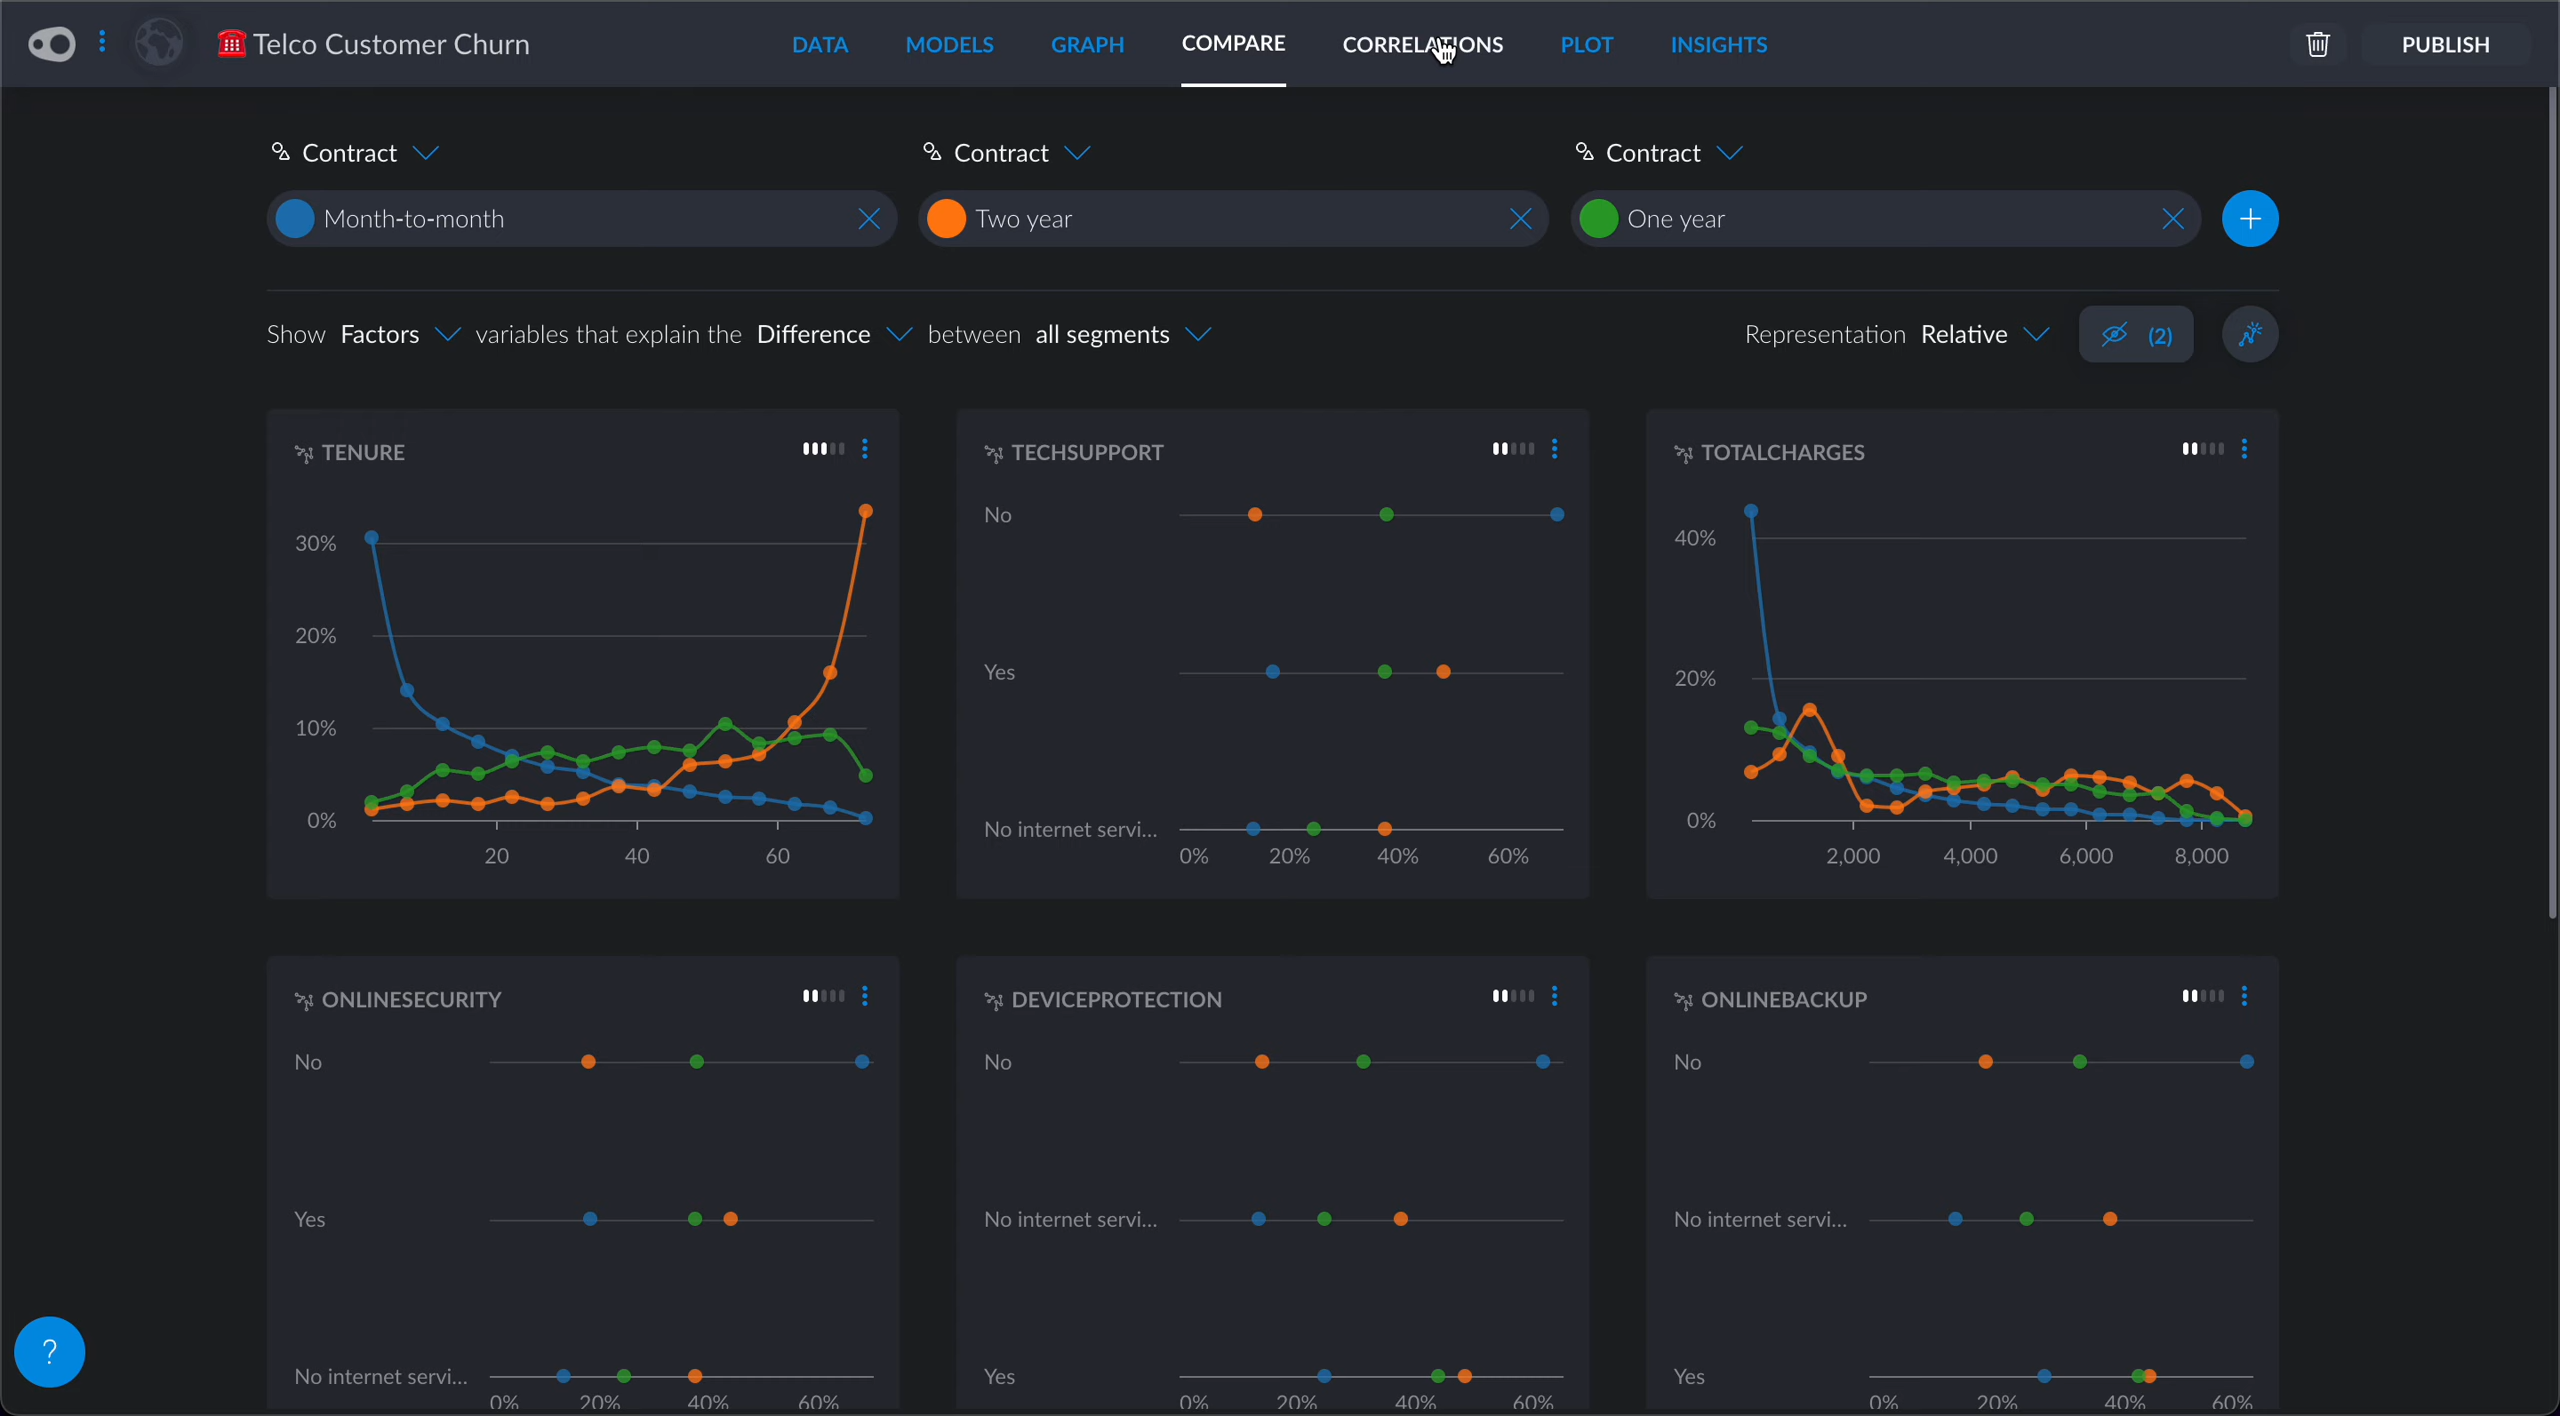 Telco Customer Churn
DATA
MODELS
GRAPH
COMPARE
CORRELATIONS
PLOT
INSIGHTS
PUBLISH
Contract
Contract
Contract
Month-to-month
Two year
One year
+
Show Factors variables that explain the Difference between all segments
Representation Relative
(2)
TENURE
30%
20%
10%
0%
20
40
60
TECHSUPPORT
No
Yes
No internet servi...
0%
20%
40%
60%
TOTALCHARGES
40%
20%
0%
2,000
4,000
6,000
8,000
ONLINESECURITY
No
Yes
No internet servi...
0%
20%
40%
60%
DEVICEPROTECTION
No
No internet servi...
Yes
0%
20%
40%
60%
ONLINEBACKUP
No
No internet servi...
Yes
0%
20%
40%
60%
?